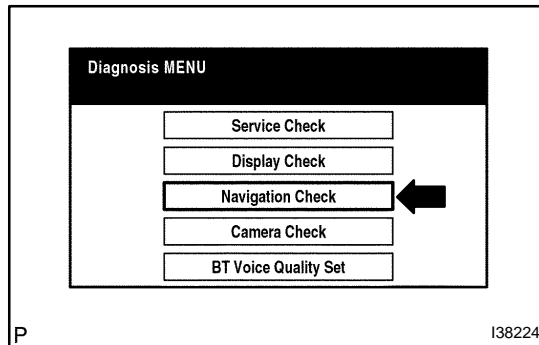 Diagnosis MENU
Service Check
Display Check
Navigation Check
Camera Check
BT Voice Quality Set
P
I38224